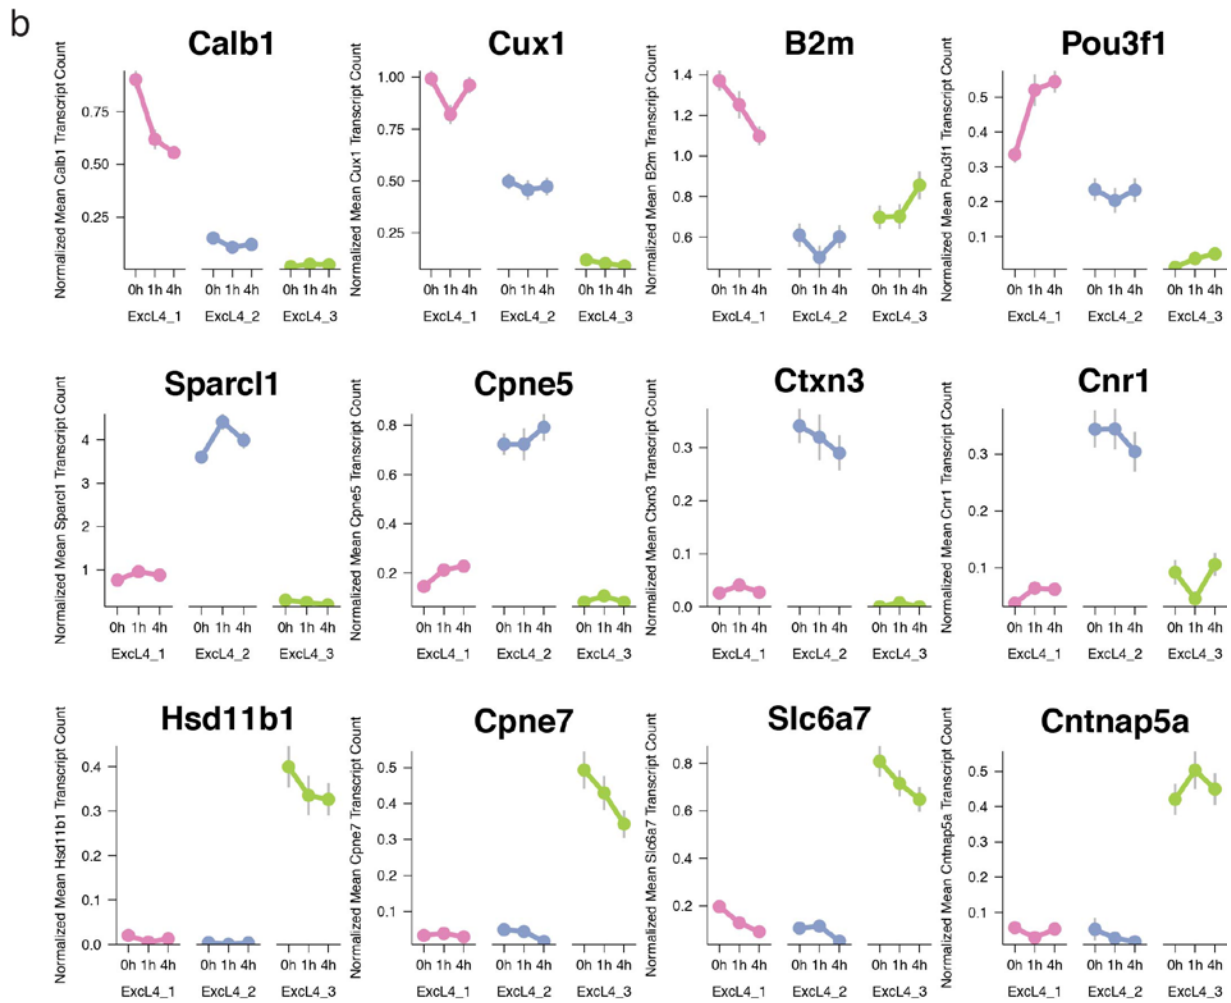 b
Calb1
Cux1
B2m
Pou3f1
Normalized Mean Calb1 Transcript Count
0.75
0.50
0.25
0h 1h 4h 0h 1h 4h 0h 1h 4h
ExcL4_1 ExcL4_2 ExcL4_3
Normalized Mean Cux1 Transcript Count
1.00
0.75
0.50
0.25
0h 1h 4h 0h 1h 4h 0h 1h 4h
ExcL4_1 ExcL4_2 ExcL4_3
Normalized Mean B2m Transcript Count
1.4
1.2
1.0
0.8
0.6
0h 1h 4h 0h 1h 4h 0h 1h 4h
ExcL4_1 ExcL4_2 ExcL4_3
Normalized Mean Pou3f1 Transcript Count
0.5
0.4
0.3
0.2
0.1
0h 1h 4h 0h 1h 4h 0h 1h 4h
ExcL4_1 ExcL4_2 ExcL4_3
Sparcl1
Cpne5
Ctxn3
Cnr1
Normalized Mean Sparcl1 Transcript Count
4
3
2
1
0h 1h 4h 0h 1h 4h 0h 1h 4h
ExcL4_1 ExcL4_2 ExcL4_3
Normalized Mean Cpne5 Transcript Count
0.8
0.6
0.4
0.2
0h 1h 4h 0h 1h 4h 0h 1h 4h
ExcL4_1 ExcL4_2 ExcL4_3
Normalized Mean Ctxn3 Transcript Count
0.3
0.2
0.1
0.0
0h 1h 4h 0h 1h 4h 0h 1h 4h
ExcL4_1 ExcL4_2 ExcL4_3
Normalized Mean Cnr1 Transcript Count
0.3
0.2
0.1
0h 1h 4h 0h 1h 4h 0h 1h 4h
ExcL4_1 ExcL4_2 ExcL4_3
Hsd11b1
Cpne7
Slc6a7
Cntnap5a
Normalized Mean Hsd11b1 Transcript Count
0.4
0.3
0.2
0.1
0.0
0h 1h 4h 0h 1h 4h 0h 1h 4h
ExcL4_1 ExcL4_2 ExcL4_3
Normalized Mean Cpne7 Transcript Count
0.5
0.4
0.3
0.2
0.1
0h 1h 4h 0h 1h 4h 0h 1h 4h
ExcL4_1 ExcL4_2 ExcL4_3
Normalized Mean Slc6a7 Transcript Count
0.8
0.6
0.4
0.2
0h 1h 4h 0h 1h 4h 0h 1h 4h
ExcL4_1 ExcL4_2 ExcL4_3
Normalized Mean Cntnap5a Transcript Count
0.5
0.4
0.3
0.2
0.1
0h 1h 4h 0h 1h 4h 0h 1h 4h
ExcL4_1 ExcL4_2 ExcL4_3